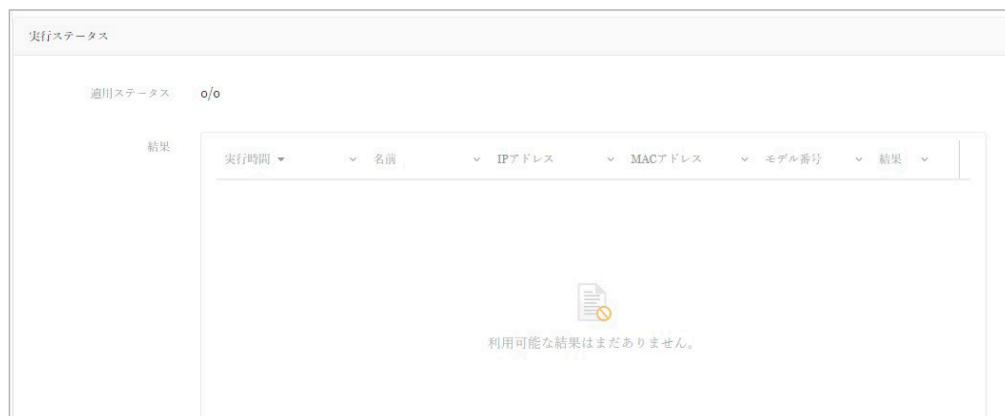 実行ステータス
適用ステータス 0/0
結果
実行時間 名前 IPアドレス MACアドレス モデル番号 結果
利用可能な結果はまだありません。